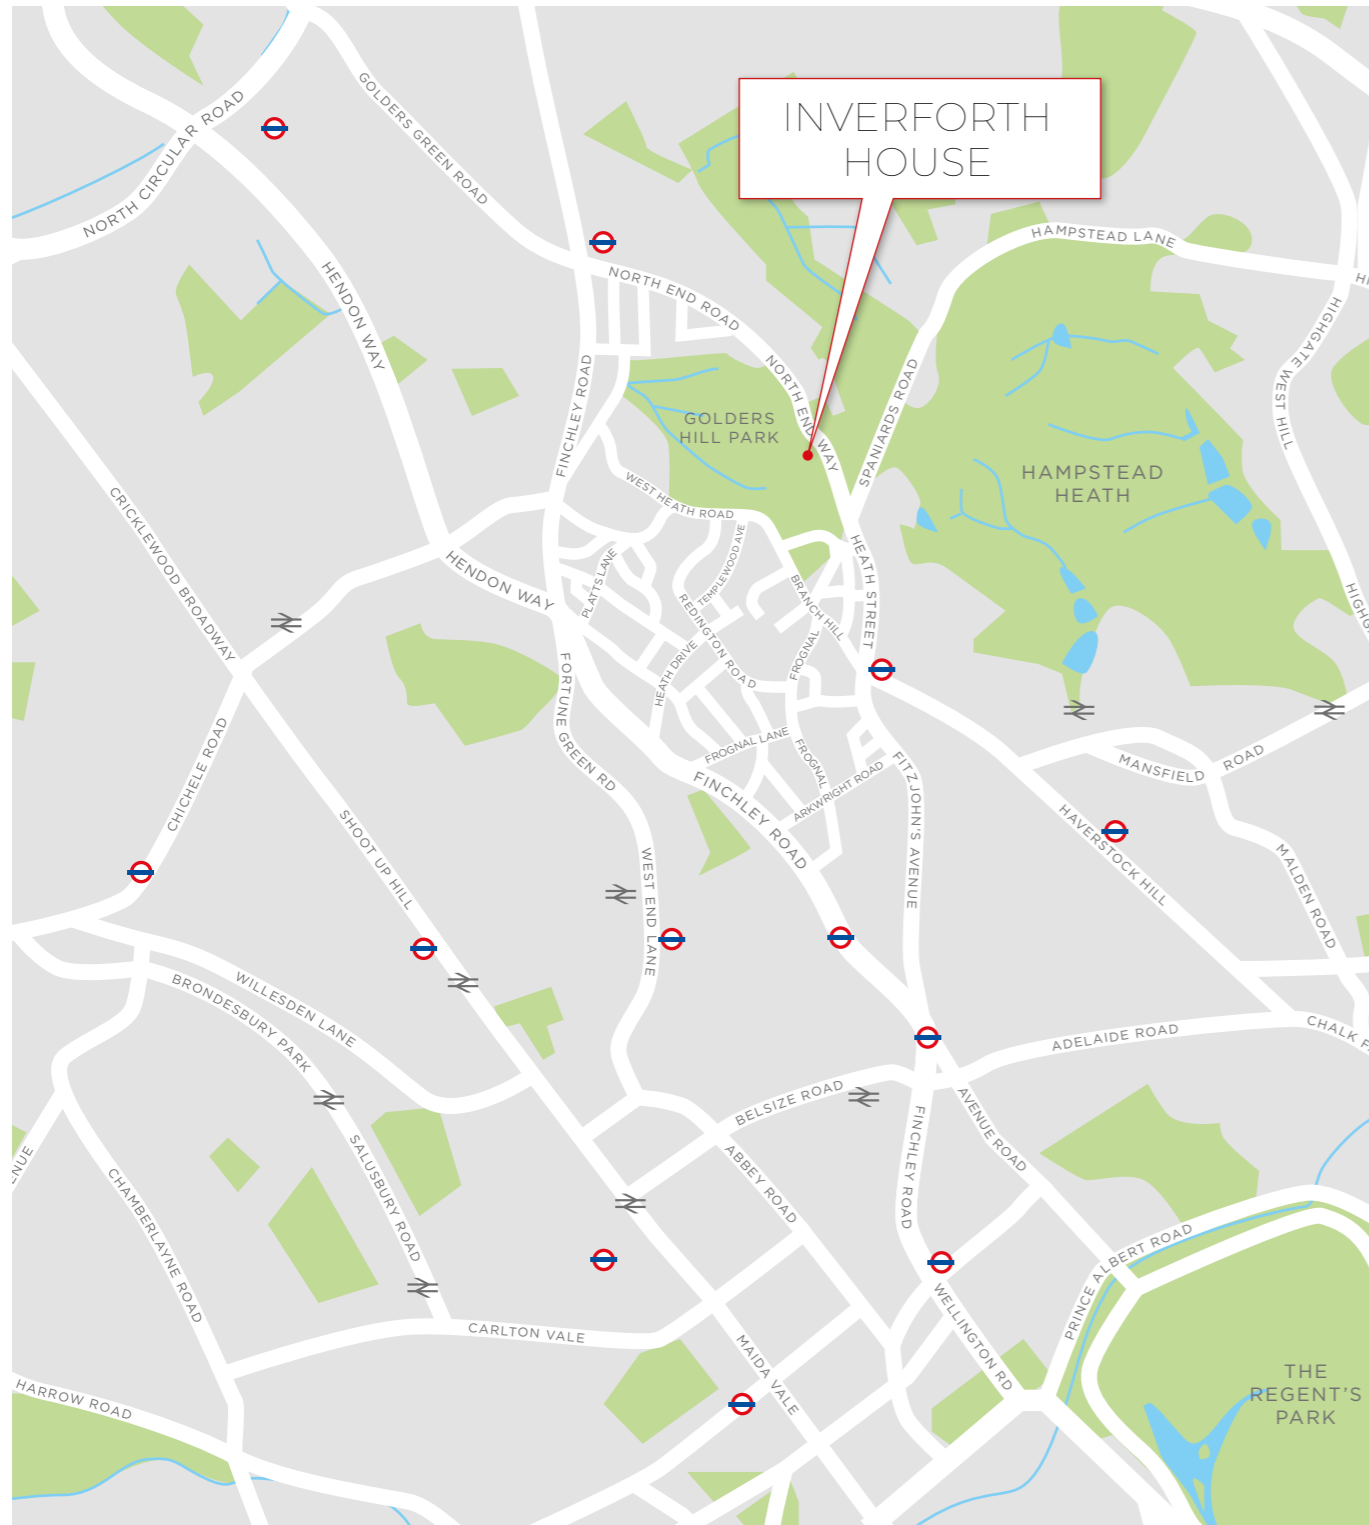 INVERFORTH
HOUSE
GOLDERS GREEN ROAD
NORTH CIRCULAR ROAD
HENDON WAY
NORTH END ROAD
HAMPSTEAD LANE
HI
HIGHGATE WEST HILL
NORTH END WAY
SPANIARDS ROAD
FINCHLEY ROAD
GOLDERS
HILL PARK
HAMPSTEAD
HEATH
CRICKLEWOOD BROADWAY
WEST HEATH ROAD
TEMPLEWOOD AVE
PLATTS LANE
HENDON WAY
HEATH STREET
BRANCH HILL
REDINGTON ROAD
HEATH DRIVE
FROGNAL
HIGHG
FORTUNE GREEN RD
CHICHELE ROAD
FROGNAL LANE
FROGNAL
ARKWRIGHT ROAD
FITZJOHN'S AVENUE
FINCHLEY ROAD
MANSFIELD ROAD
HAVERSTOCK HILL
MALDEN ROAD
SHOOT UP HILL
WEST END LANE
WILLESDEN LANE
BRONDESBURY PARK
ADELAIDE ROAD
CHALK F
BELSIZE ROAD
AVENUE ROAD
FINCHLEY ROAD
ABBEY ROAD
SALUSBURY ROAD
ENUE
CHAMBERLAYNE ROAD
PRINCE ALBERT ROAD
WELLINGTON RD
CARLTON VALE
MAIDA VALE
HARROW ROAD
THE
REGENT'S
PARK